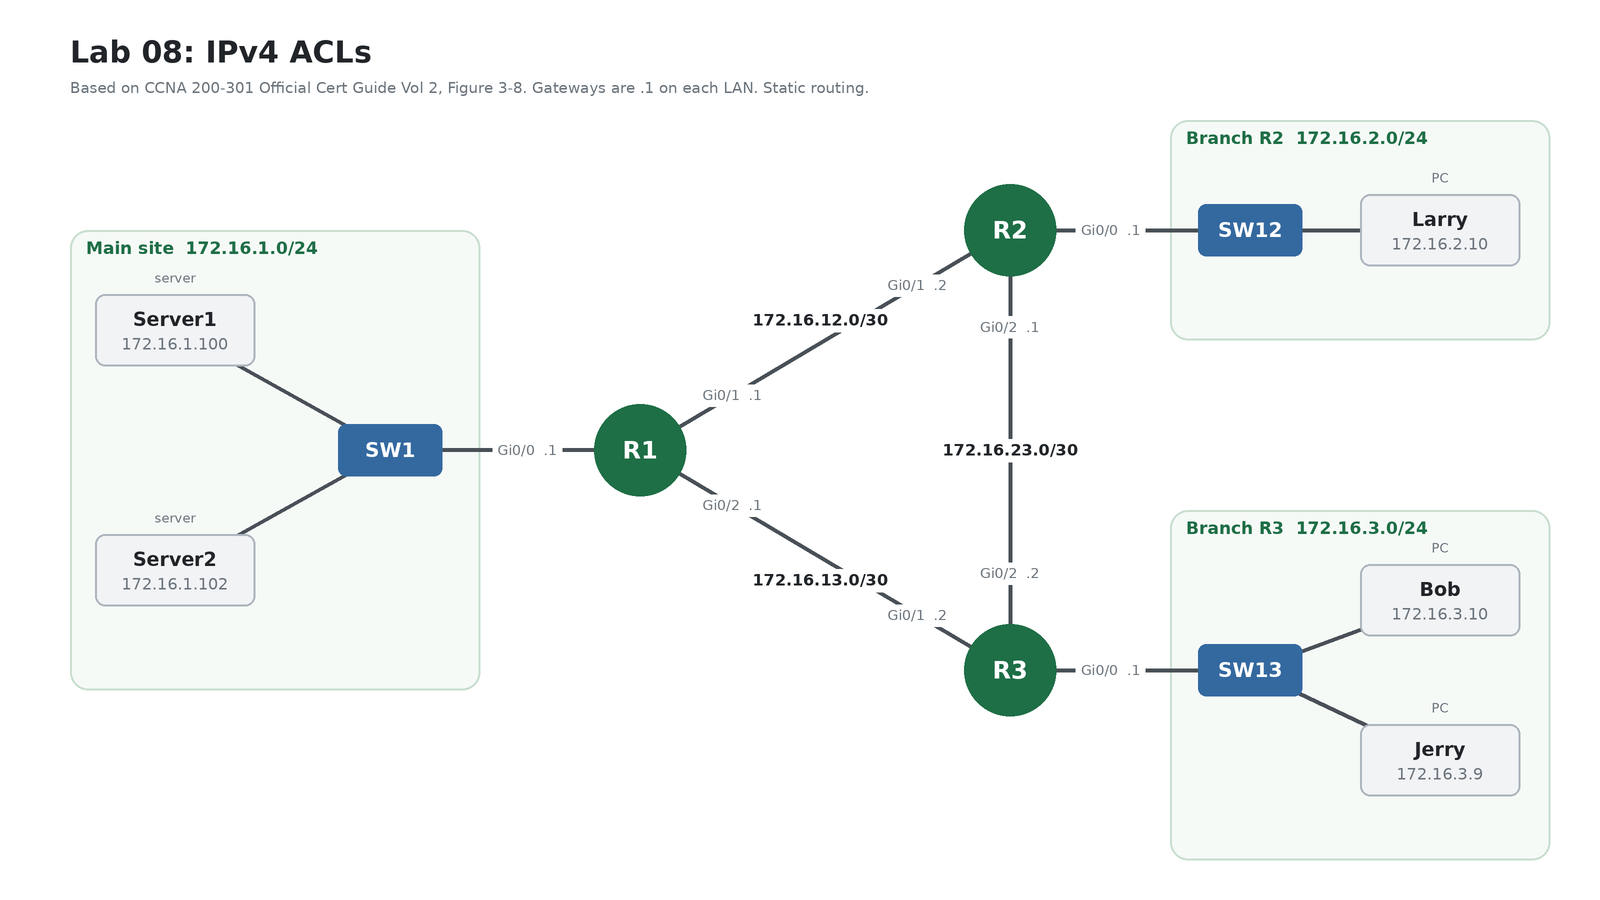 Lab 08: IPv4 ACLs
Based on CCNA 200-301 Official Cert Guide Vol 2, Figure 3-8. Gateways are .1 on each LAN. Static routing.
Main site 172.16.1.0/24
server
Server1
172.16.1.100
server
Server2
172.16.1.102
SW1
Gi0/0 .1
R1
Gi0/1 .1
172.16.12.0/30
Gi0/1 .2
Gi0/2 .1
172.16.13.0/30
Gi0/1 .2
R2
Gi0/2 .1
172.16.23.0/30
Gi0/2 .2
R3
Gi0/0 .1
Branch R2 172.16.2.0/24
SW12
PC
Larry
172.16.2.10
Gi0/0 .1
Branch R3 172.16.3.0/24
SW13
PC
Bob
172.16.3.10
PC
Jerry
172.16.3.9